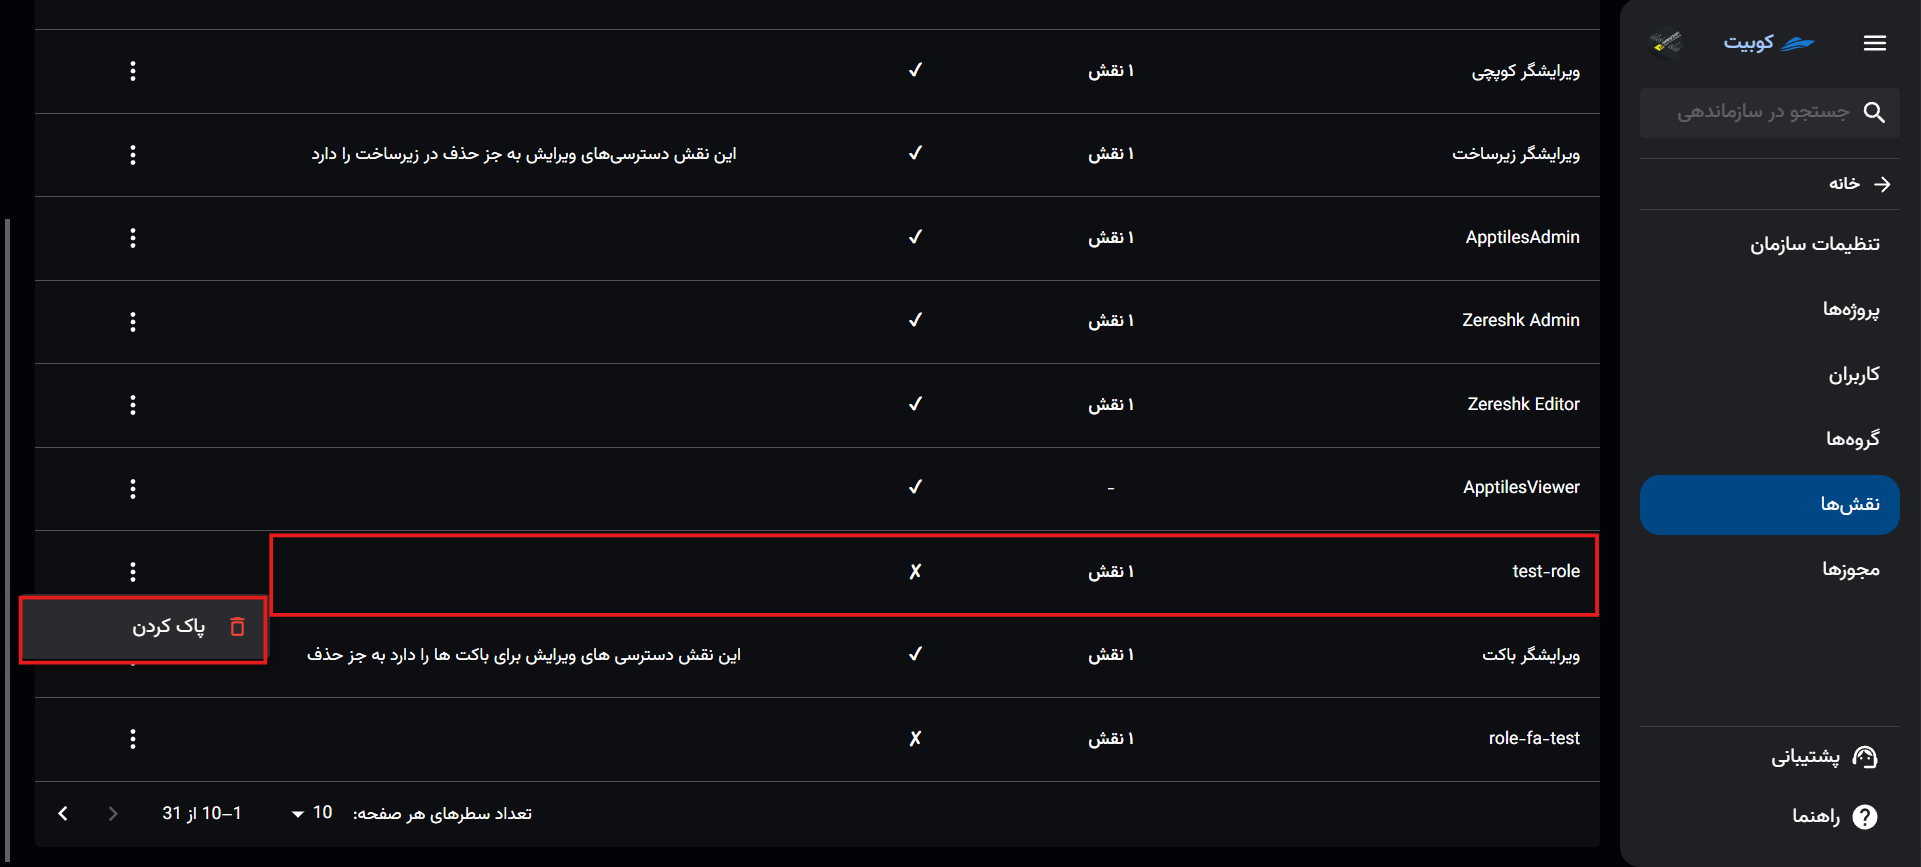 کوبیت
جستجو در سازماندهی
خانه
تنظیمات سازمان
پروژه‌ها
کاربران
گروه‌ها
نقش‌ها
مجوزها
پشتیبانی
راهنما
ویرایشگر کوپچی ۱ نقش ✓
ویرایشگر زیرساخت ۱ نقش ✓ این نقش دسترسی‌های ویرایش به جز حذف در زیرساخت را دارد
ApptilesAdmin ۱ نقش ✓
Zereshk Admin ۱ نقش ✓
Zereshk Editor ۱ نقش ✓
ApptilesViewer - ✓
test-role ۱ نقش ✗
پاک کردن
ویرایشگر باکت ۱ نقش ✓ این نقش دسترسی های ویرایش برای باکت ها را دارد به جز حذف
role-fa-test ۱ نقش ✗
تعداد سطرهای هر صفحه: 10 1–10 از 31